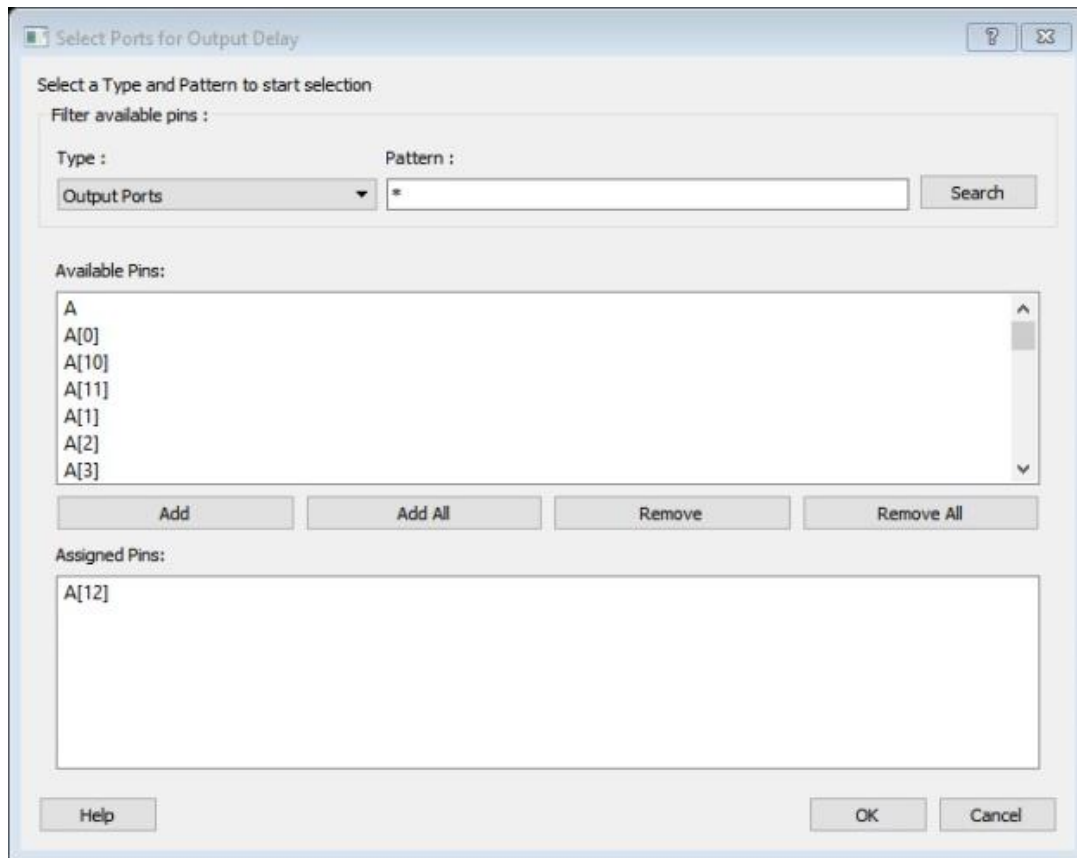 Select Ports for Output Delay
Select a Type and Pattern to start selection
Filter available pins :
Type : Pattern :
Output Ports * Search
Available Pins:
A
A[0]
A[10]
A[11]
A[1]
A[2]
A[3]
Add Add All Remove Remove All
Assigned Pins:
A[12]
Help OK Cancel